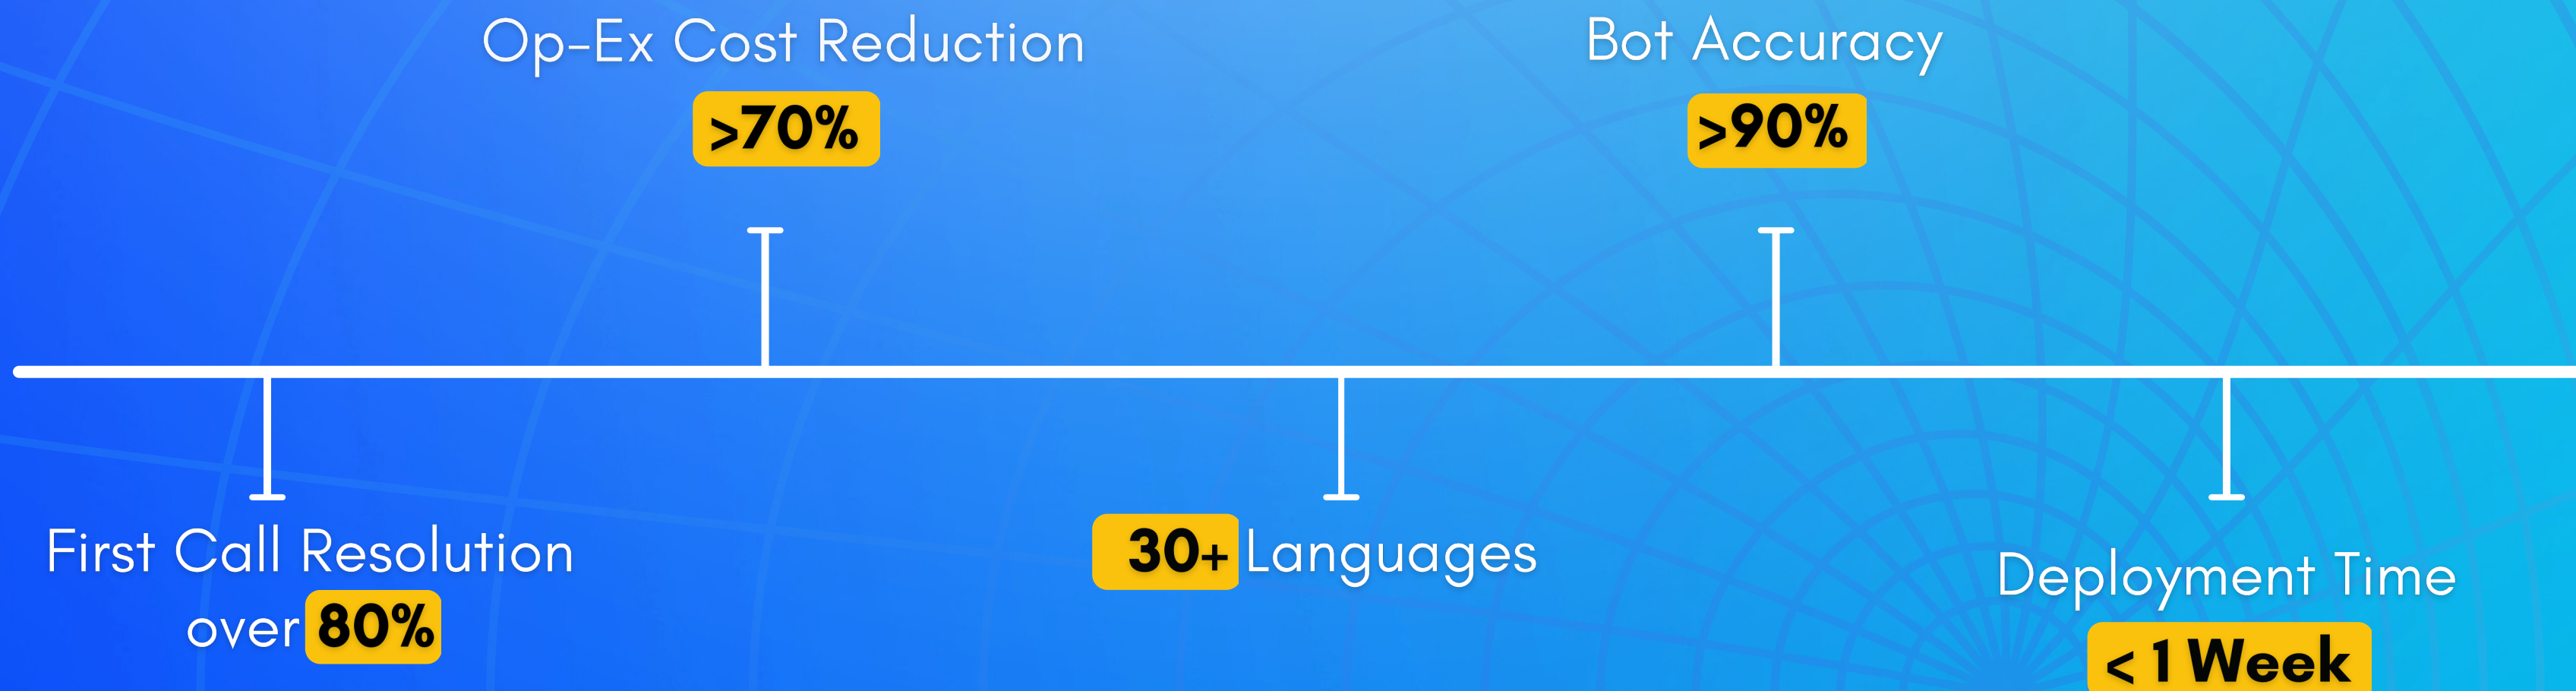 Op-Ex Cost Reduction
>70%
Bot Accuracy
>90%
First Call Resolution
over 80%
30+ Languages
Deployment Time
< 1 Week